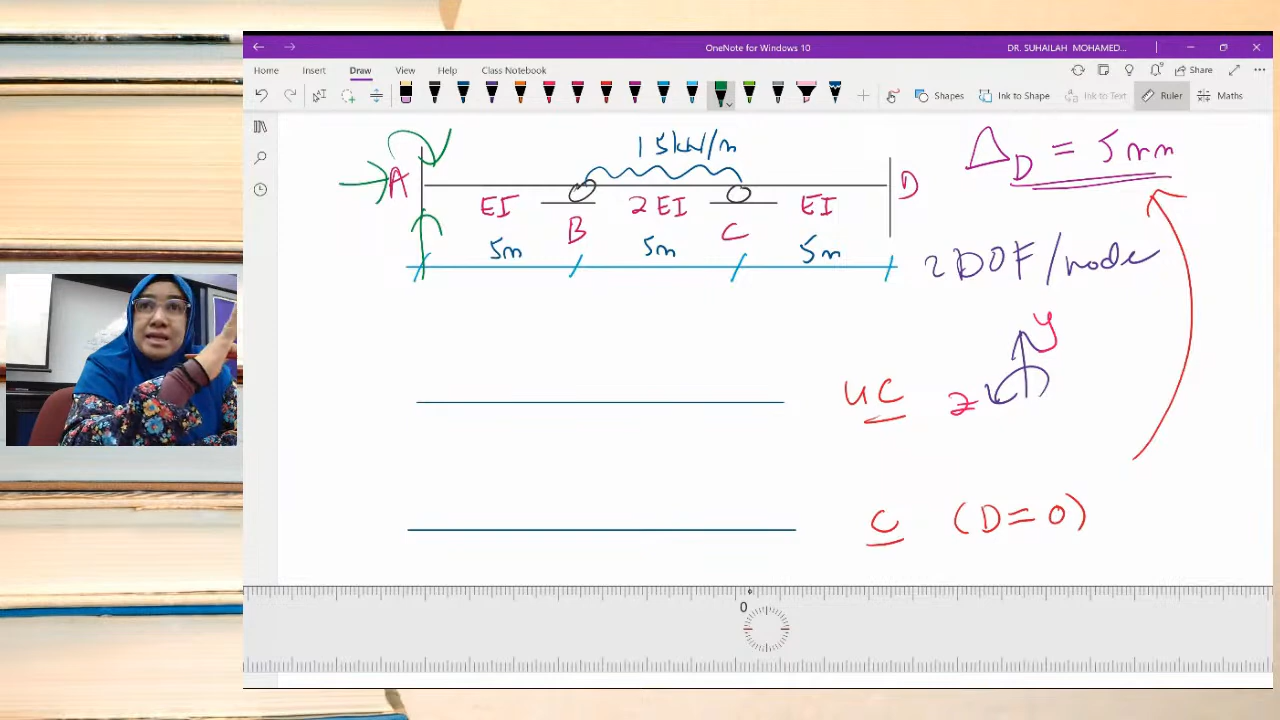 OneNote for Windows 10
DR. SUHAILAH MOHAMED...
Home Insert Draw View Help Class Notebook
Share
Shapes Ink to Shape Ink to Text Ruler Maths
15kN/m
A D
EI 2EI EI
B C
5m 5m 5m
ΔD = 5mm
2DOF/node
y
UC z
C (D=0)
0